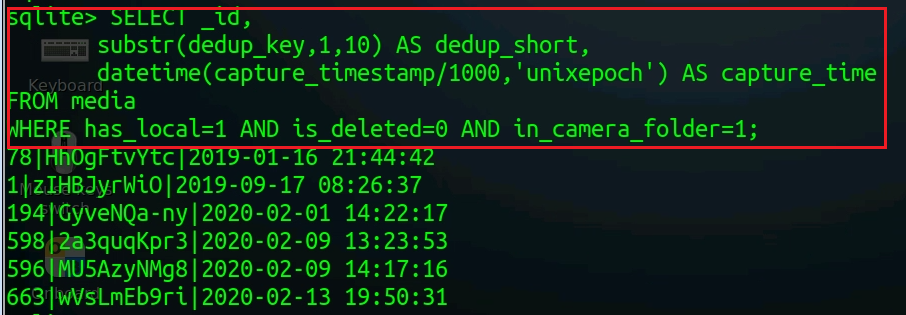 sqlite> SELECT _id,
substr(dedup_key,1,10) AS dedup_short,
datetime(capture_timestamp/1000,'unixepoch') AS capture_time
Keyboard
FROM media
WHERE has_local=1 AND is_deleted=0 AND in_camera_folder=1;
78|HhOgFtvYtc|2019-01-16 21:44:42
1|zIHBJyrWiO|2019-09-17 08:26:37
194|GyveNQa-ny|2020-02-01 14:22:17
598|2a3quqKpr3|2020-02-09 13:23:53
596|MU5AzyNMg8|2020-02-09 14:17:16
663|wVsLmEb9ri|2020-02-13 19:50:31